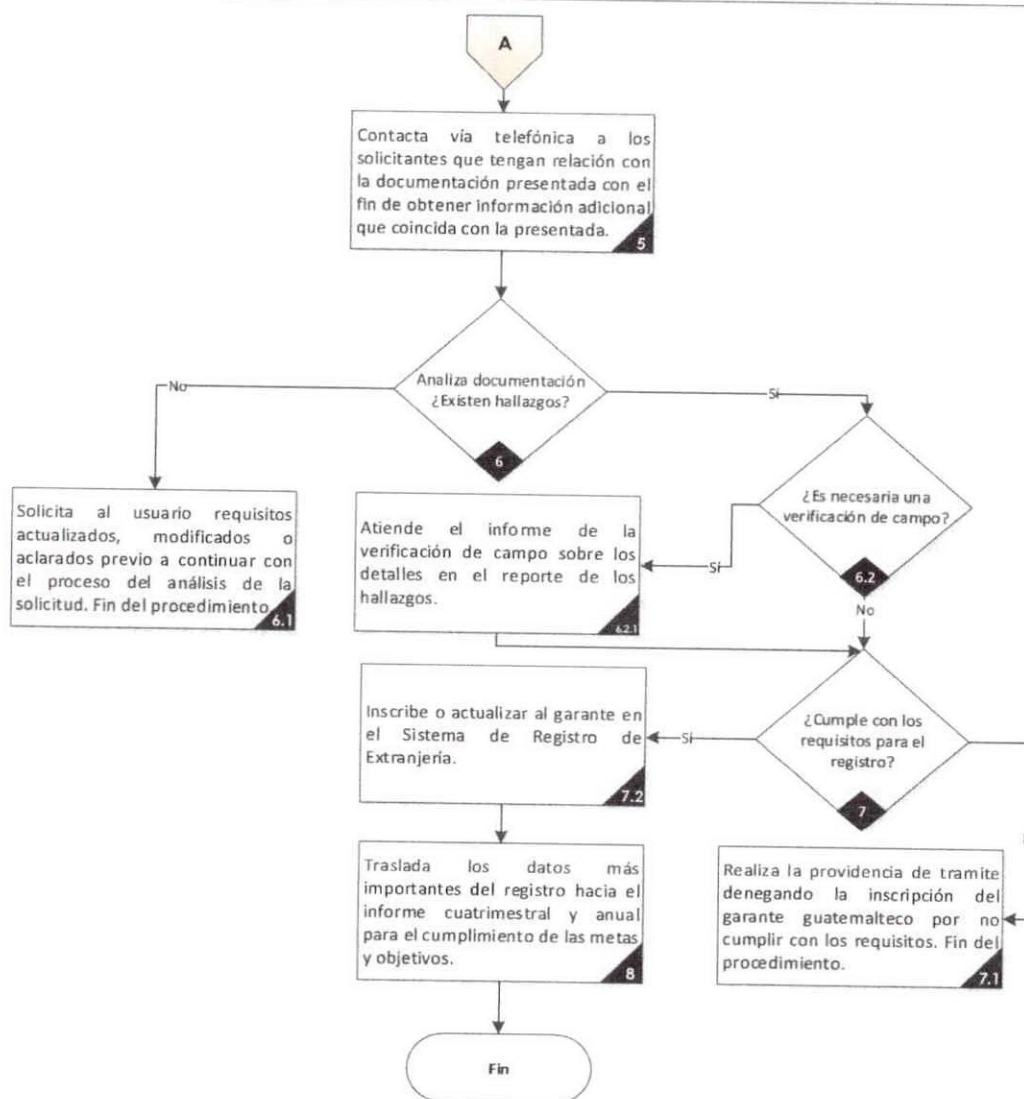 A
Contacta vía telefónica a los
solicitantes que tengan relación con
la documentación presentada con el
fin de obtener información adicional
que coincida con la presentada.
5
Analiza documentación
¿Existen hallazgos?
6
No
Si
Solicita al usuario requisitos
actualizados, modificados o
aclarados previo a continuar con
el proceso del análisis de la
solicitud. Fin del procedimiento
6.1
¿Es necesaria una
verificación de campo?
6.2
Si
No
Atiende el informe de la
verificación de campo sobre los
detalles en el reporte de los
hallazgos.
6.2.1
¿Cumple con los
requisitos para el
registro?
7
Si
Inscribe o actualizar al garante en
el Sistema de Registro de
Extranjería.
7.2
Realiza la providencia de tramite
denegando la inscripción del
garante guatemalteco por no
cumplir con los requisitos. Fin del
procedimiento.
7.1
Traslada los datos más
importantes del registro hacia el
informe cuatrimestral y anual
para el cumplimiento de las metas
y objetivos.
8
Fin